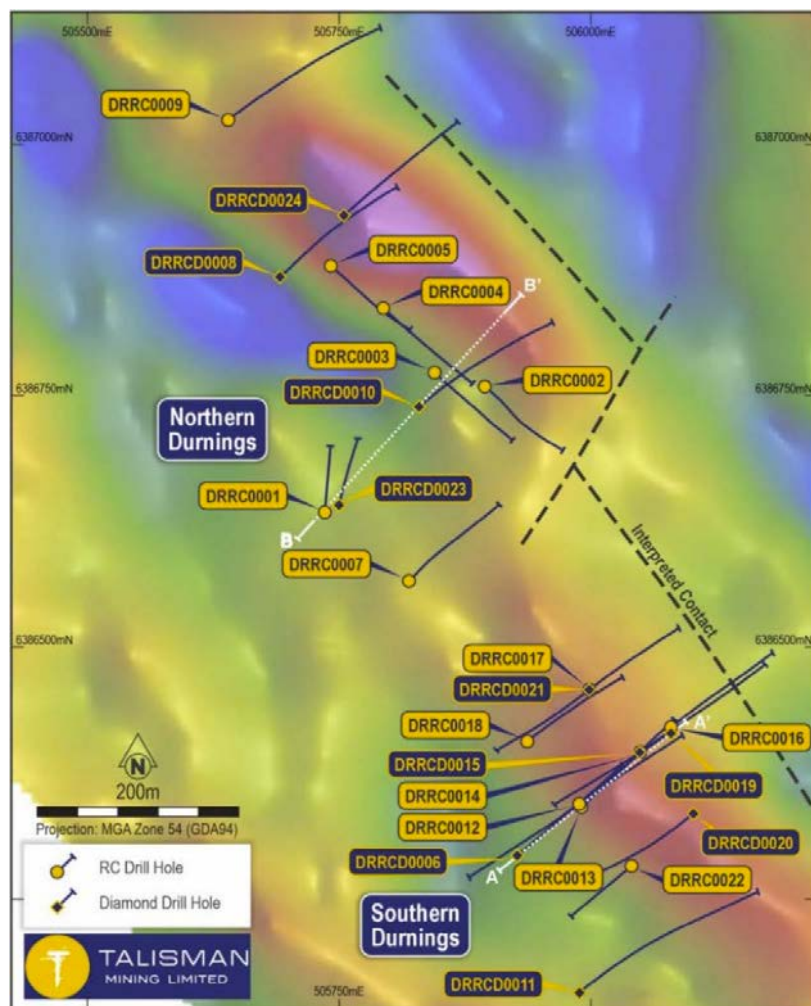 505500mE
505750mE
506000mE
DRRC0009
6387000mN
6387000mN
DRRCD0024
DRRC0005
DRRCD0008
DRRC0004
B'
DRRC0003
DRRC0002
6386750mN
6386750mN
DRRCD0010
Northern
Durnings
DRRC0001
DRRCD0023
B
DRRC0007
Interpreted Contact
6386500mN
6386500mN
DRRC0017
DRRCD0021
DRRC0018
A'
DRRC0016
DRRCD0015
DRRCD0019
DRRC0014
DRRC0012
DRRCD0020
DRRCD0006
A
DRRC0013
DRRC0022
N
200m
Projection: MGA Zone 54 (GDA94)
RC Drill Hole
Diamond Drill Hole
Southern
Durnings
TALISMAN
MINING LIMITED
DRRCD0011
505750mE